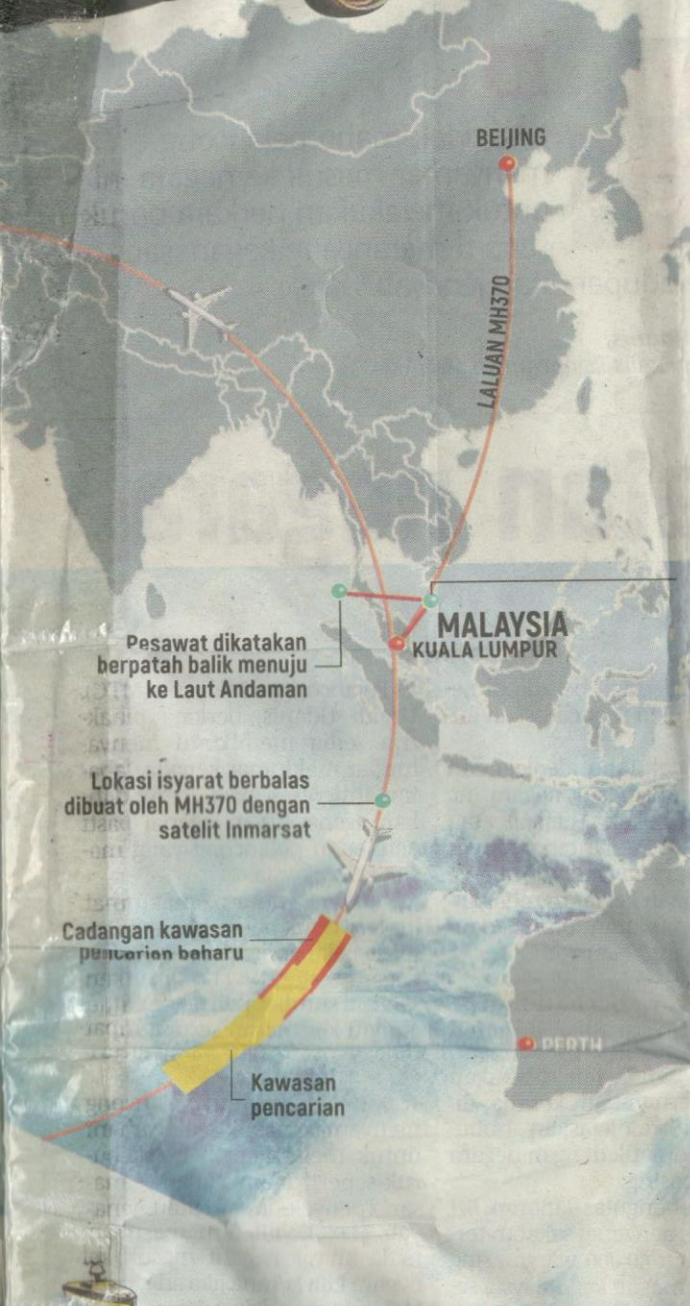 BEIJING
LALUAN MH370
MALAYSIA
KUALA LUMPUR
Pesawat dikatakan
berpatah balik menuju
ke Laut Andaman
Lokasi isyarat berbalas
dibuat oleh MH370 dengan
satelit Inmarsat
Cadangan kawasan
pencarian baharu
PERTH
Kawasan
pencarian